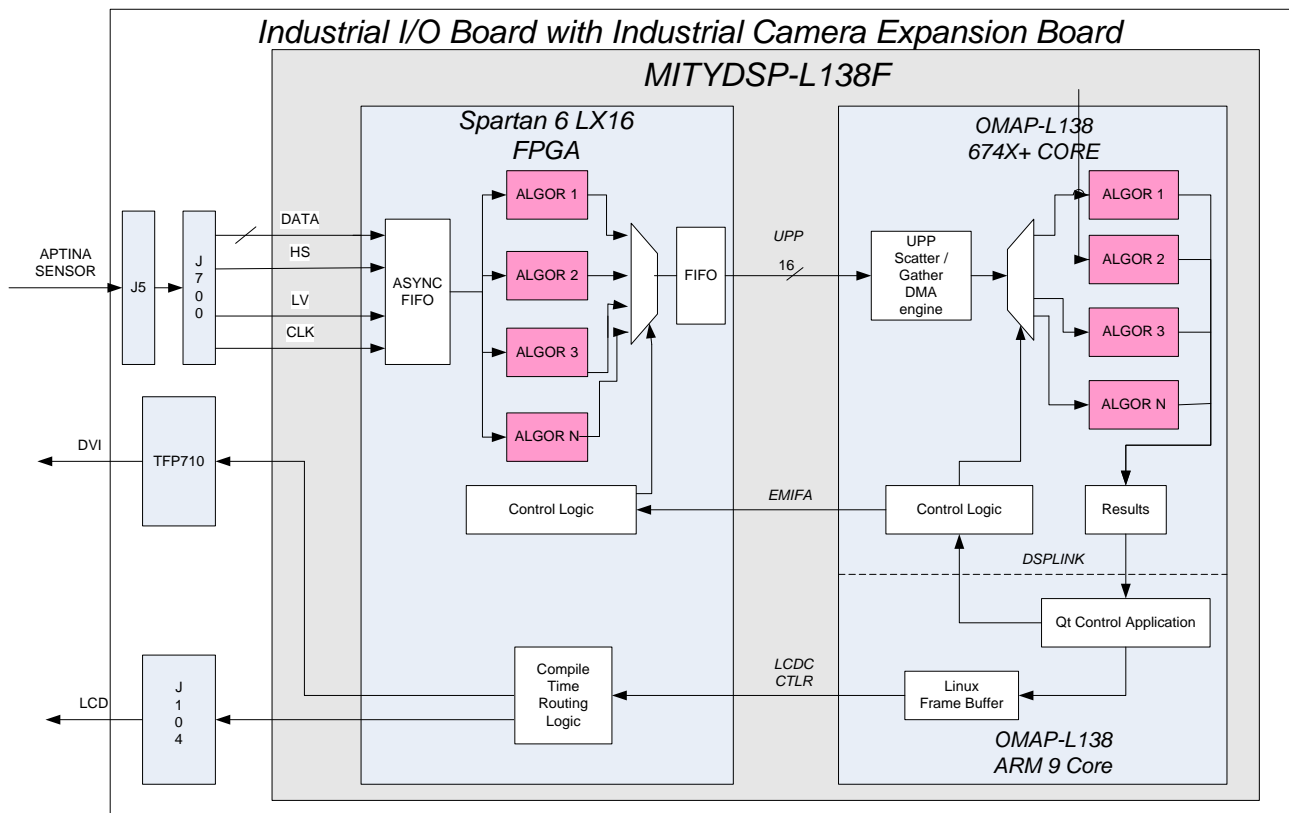 Industrial I/O Board with Industrial Camera Expansion Board
MITYDSP-L138F
Spartan 6 LX16
FPGA
OMAP-L138
674X+ CORE
APTINA
SENSOR
J5
J
7
0
0
DATA
HS
LV
CLK
ASYNC
FIFO
ALGOR 1
ALGOR 2
ALGOR 3
ALGOR N
FIFO
UPP
16
UPP
Scatter /
Gather
DMA
engine
ALGOR 1
ALGOR 2
ALGOR 3
ALGOR N
DVI
TFP710
Control Logic
EMIFA
Control Logic
Results
DSPLINK
Qt Control Application
LCD
J
1
0
4
Compile
Time
Routing
Logic
LCDC
CTLR
Linux
Frame Buffer
OMAP-L138
ARM 9 Core